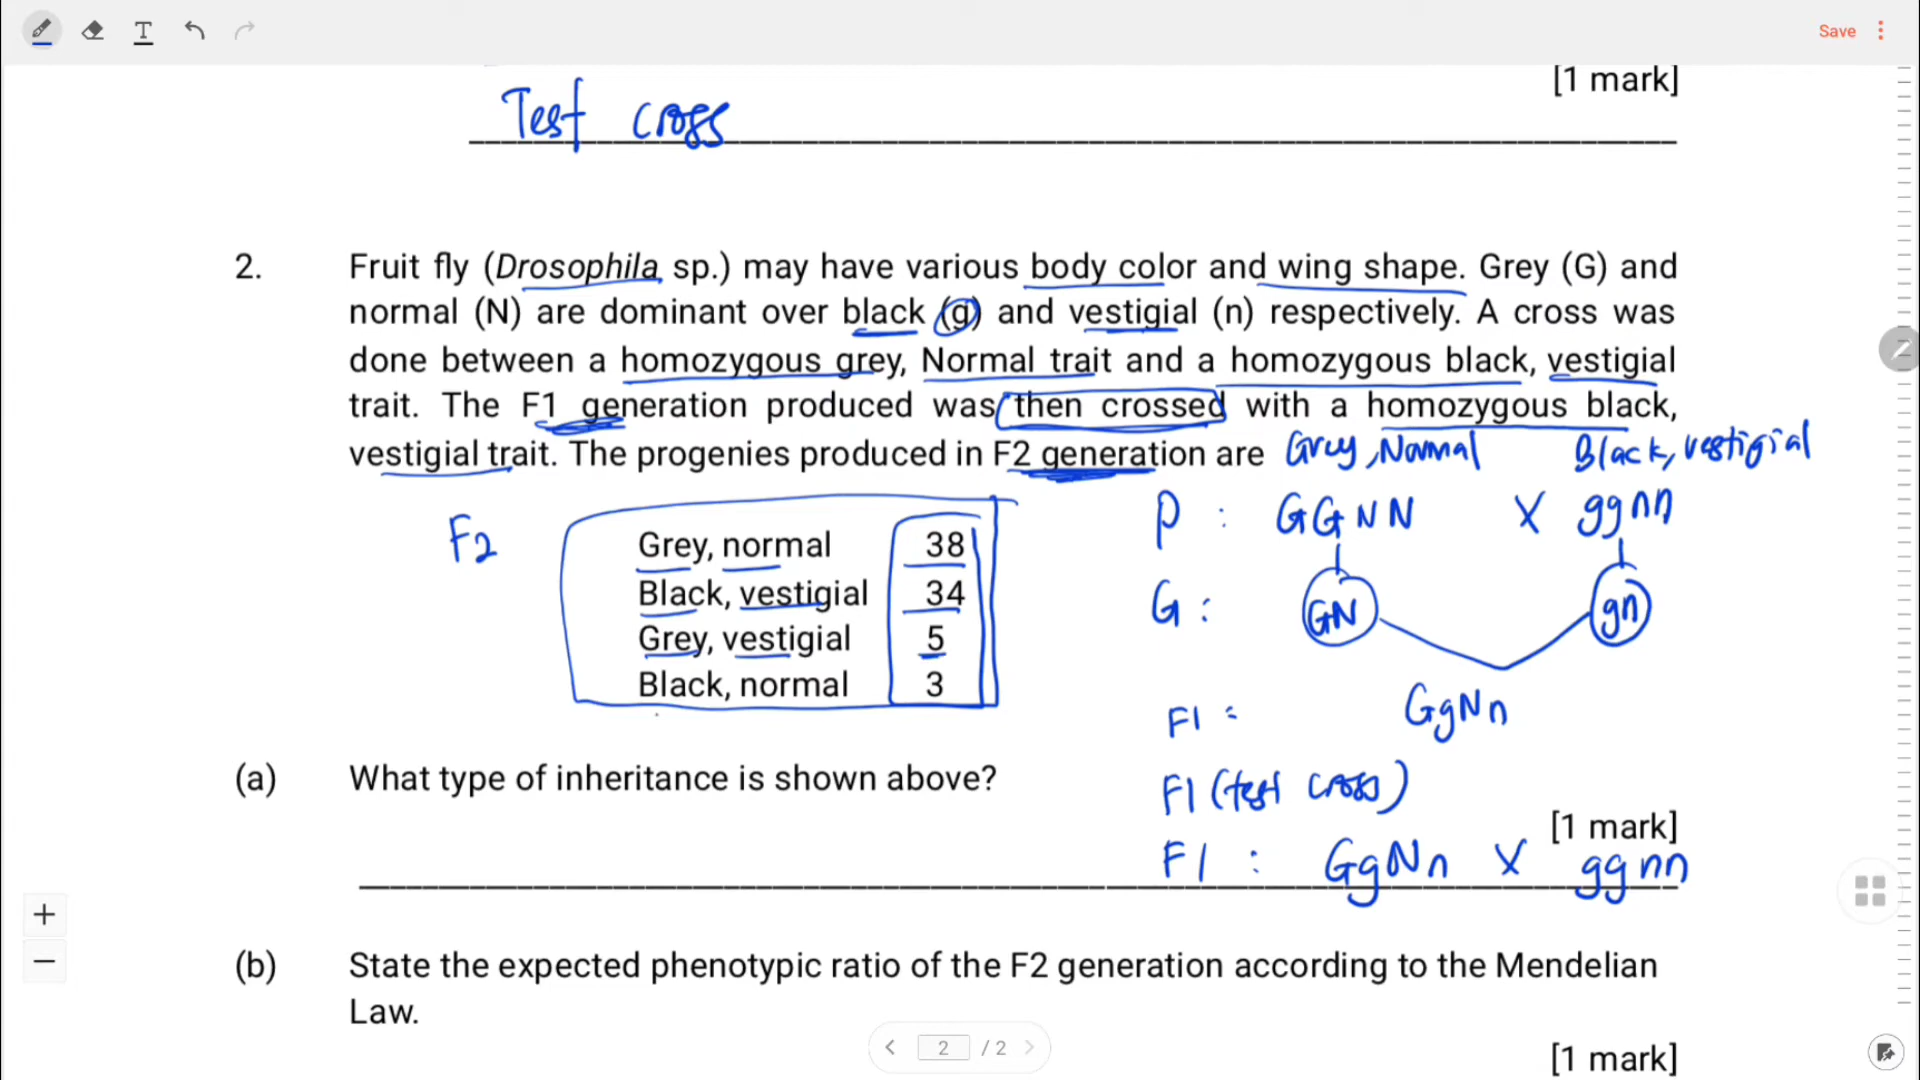 Save
[1 mark]
Test cross
2. Fruit fly (Drosophila sp.) may have various body color and wing shape. Grey (G) and
normal (N) are dominant over black (g) and vestigial (n) respectively. A cross was
done between a homozygous grey, Normal trait and a homozygous black, vestigial
trait. The F1 generation produced was then crossed with a homozygous black,
vestigial trait. The progenies produced in F2 generation are
Grey, Normal Black, vestigial
P : GGNN X ggnn
F2
Grey, normal 38
Black, vestigial 34
Grey, vestigial 5
Black, normal 3
G : GN gn
F1 : GgNn
(a) What type of inheritance is shown above?
F1 (test cross)
[1 mark]
F1 : GgNn X ggnn
(b) State the expected phenotypic ratio of the F2 generation according to the Mendelian
Law.
2 / 2
[1 mark]